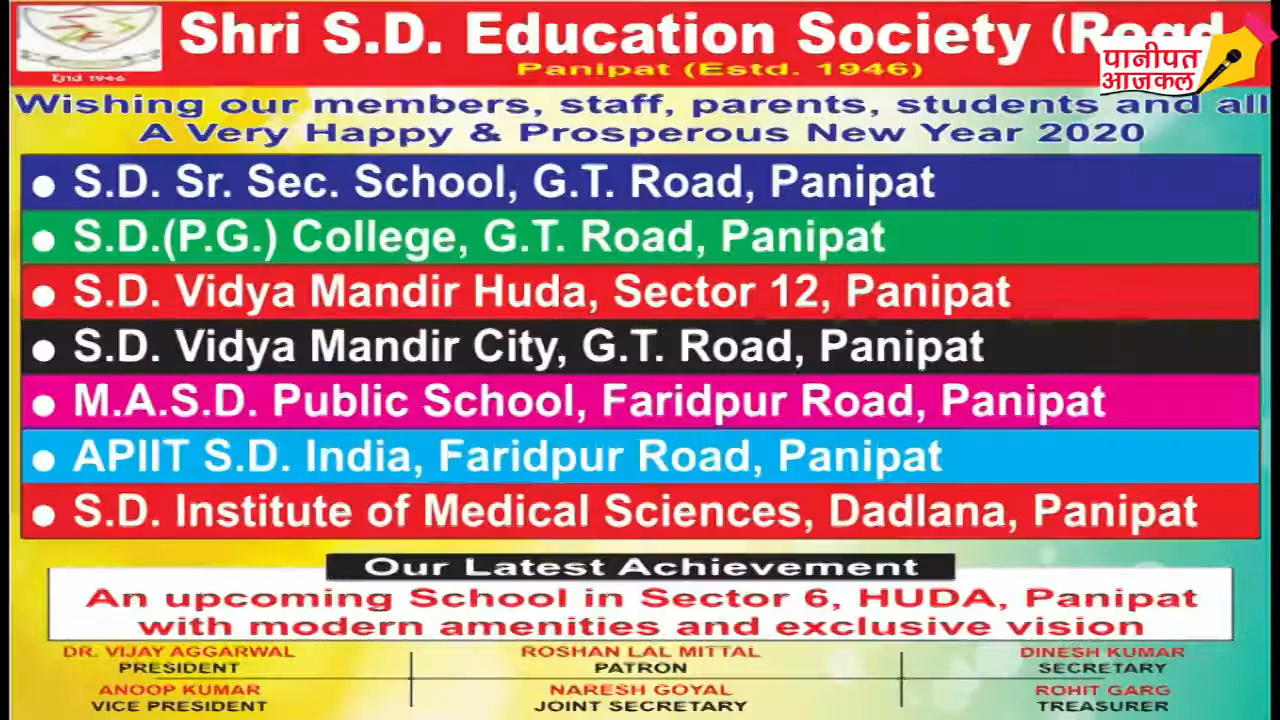 Shri S.D. Education Society (Regd
पानीपत
आजकल
Panipat (Estd. 1946)
Estd 1946
Wishing our members, staff, parents, students and all
A Very Happy & Prosperous New Year 2020
● S.D. Sr. Sec. School, G.T. Road, Panipat
● S.D.(P.G.) College, G.T. Road, Panipat
● S.D. Vidya Mandir Huda, Sector 12, Panipat
● S.D. Vidya Mandir City, G.T. Road, Panipat
● M.A.S.D. Public School, Faridpur Road, Panipat
● APIIT S.D. India, Faridpur Road, Panipat
● S.D. Institute of Medical Sciences, Dadlana, Panipat
Our Latest Achievement
An upcoming School in Sector 6, HUDA, Panipat
with modern amenities and exclusive vision
DR. VIJAY AGGARWAL
PRESIDENT
ROSHAN LAL MITTAL
PATRON
DINESH KUMAR
SECRETARY
ANOOP KUMAR
VICE PRESIDENT
NARESH GOYAL
JOINT SECRETARY
ROHIT GARG
TREASURER